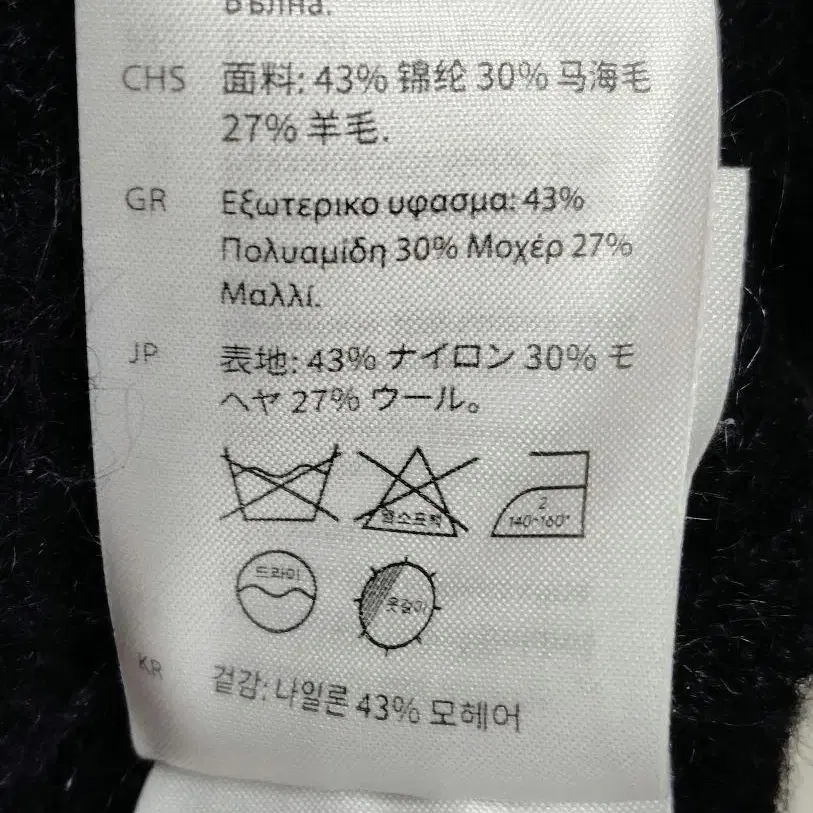 CHS 面料: 43% 锦纶 30% 马海毛
27% 羊毛.
GR Εξωτερικο υφασμα: 43%
Πολυαμίδη 30% Μοχέρ 27%
Μαλλί.
JP 表地: 43% ナイロン 30% モ
ヘヤ 27% ウール。
염소표백
2
140~160°
드라이
옷걸이
KR 겉감: 나일론 43% 모헤어